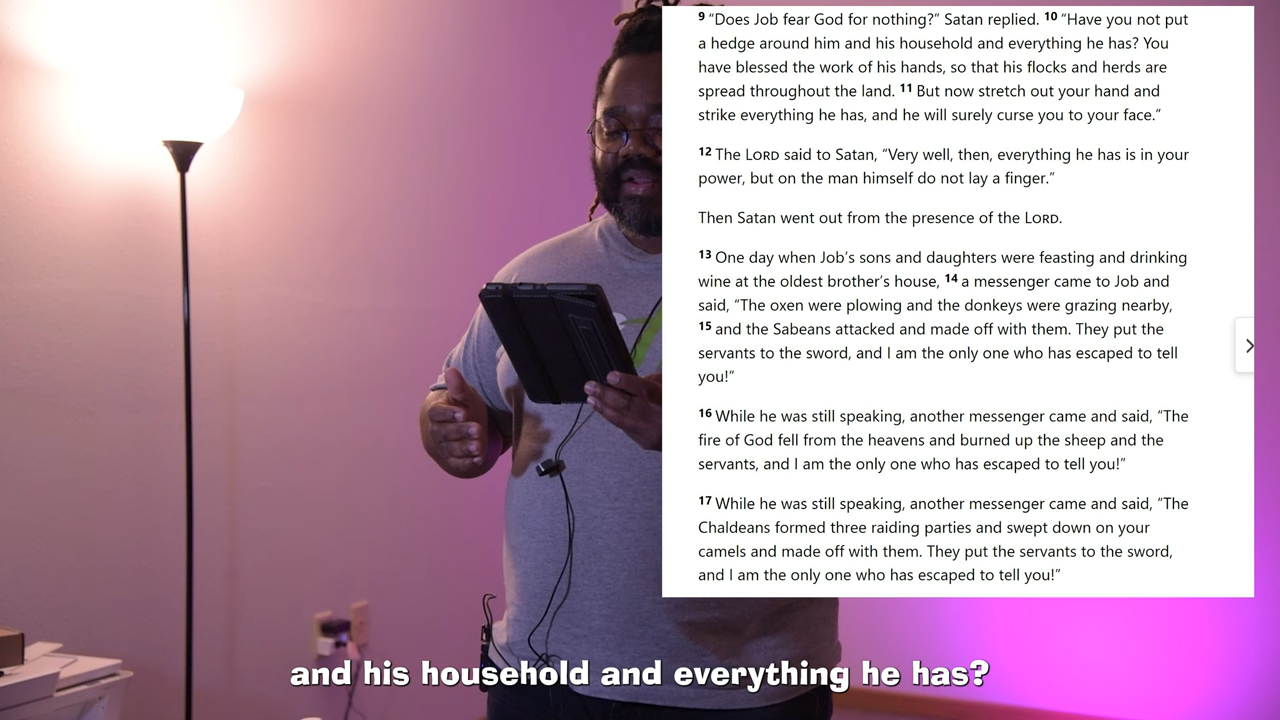 9 “Does Job fear God for nothing?” Satan replied. 10 “Have you not put
a hedge around him and his household and everything he has? You
have blessed the work of his hands, so that his flocks and herds are
spread throughout the land. 11 But now stretch out your hand and
strike everything he has, and he will surely curse you to your face.”
12 The LORD said to Satan, “Very well, then, everything he has is in your
power, but on the man himself do not lay a finger.”
Then Satan went out from the presence of the LORD.
13 One day when Job’s sons and daughters were feasting and drinking
wine at the oldest brother’s house, 14 a messenger came to Job and
said, “The oxen were plowing and the donkeys were grazing nearby,
15 and the Sabeans attacked and made off with them. They put the
servants to the sword, and I am the only one who has escaped to tell
you!”
16 While he was still speaking, another messenger came and said, “The
fire of God fell from the heavens and burned up the sheep and the
servants, and I am the only one who has escaped to tell you!”
17 While he was still speaking, another messenger came and said, “The
Chaldeans formed three raiding parties and swept down on your
camels and made off with them. They put the servants to the sword,
and I am the only one who has escaped to tell you!”
and his household and everything he has?